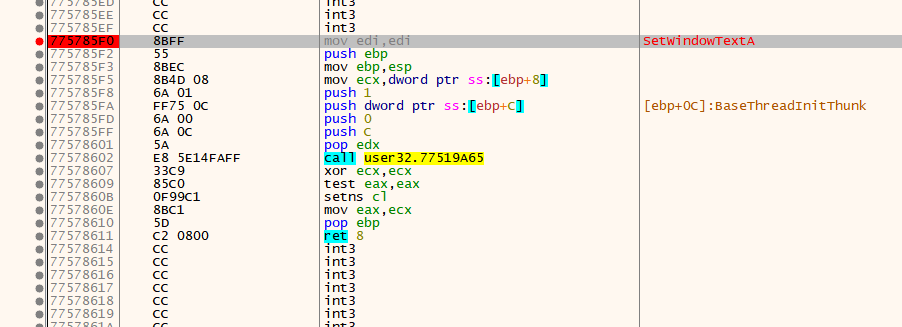 775785ED CC int3
775785EE CC int3
775785EF CC int3
775785F0 8BFF mov edi,edi SetWindowTextA
775785F2 55 push ebp
775785F3 8BEC mov ebp,esp
775785F5 8B4D 08 mov ecx,dword ptr ss:[ebp+8]
775785F8 6A 01 push 1
775785FA FF75 0C push dword ptr ss:[ebp+C] [ebp+0C]:BaseThreadInitThunk
775785FD 6A 00 push 0
775785FF 6A 0C push C
77578601 5A pop edx
77578602 E8 5E14FAFF call user32.77519A65
77578607 33C9 xor ecx,ecx
77578609 85C0 test eax,eax
7757860B 0F99C1 setns cl
7757860E 8BC1 mov eax,ecx
77578610 5D pop ebp
77578611 C2 0800 ret 8
77578614 CC int3
77578615 CC int3
77578616 CC int3
77578617 CC int3
77578618 CC int3
77578619 CC int3
7757861A CC int3